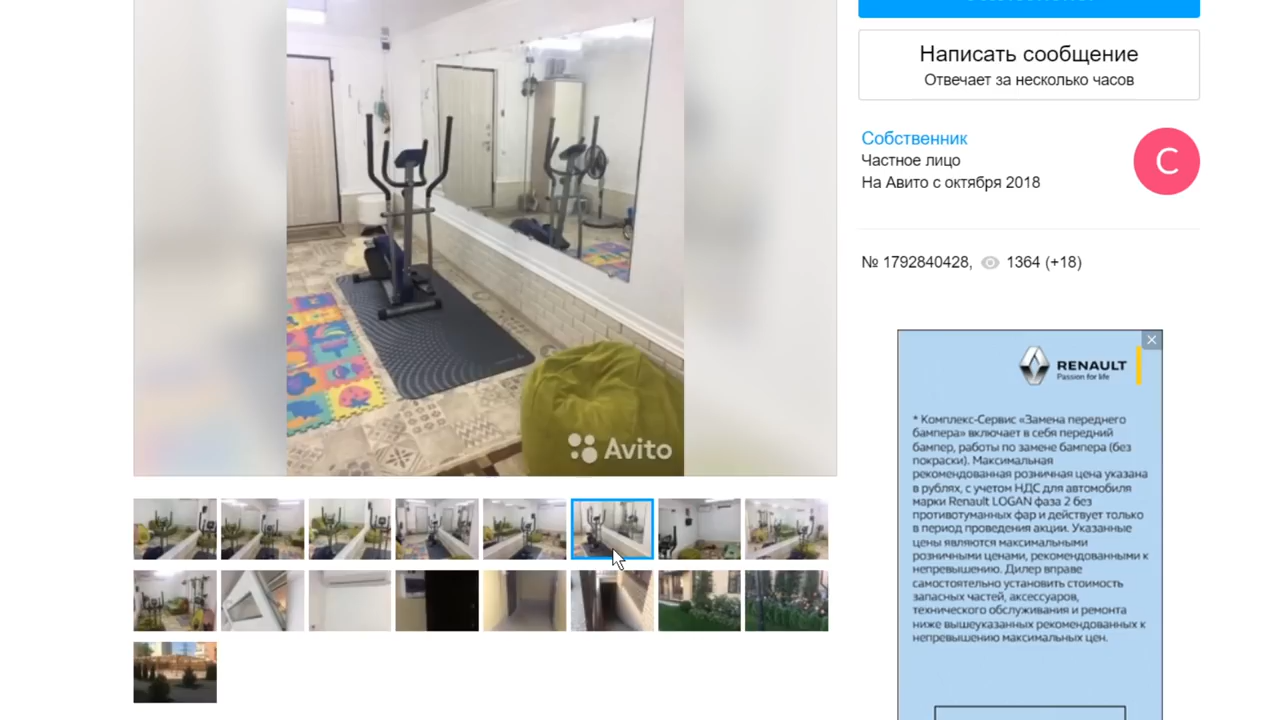 Написать сообщение
Отвечает за несколько часов
Собственник
Частное лицо
На Авито с октября 2018
С
№ 1792840428, 1364 (+18)
RENAULT
Passion for life
* Комплекс-Сервис «Замена переднего
бампера» включает в себя передний
бампер, работы по замене бампера (без
покраски). Максимальная
рекомендованная розничная цена указана
в рублях, с учетом НДС для автомобиля
марки Renault LOGAN фаза 2 без
противотуманных фар и действует только
в период проведения акции. Указанные
цены являются максимальными
розничными ценами, рекомендованными к
непревышению. Дилер вправе
самостоятельно установить стоимость
запасных частей, аксессуаров,
технического обслуживания и ремонта
ниже вышеуказанных рекомендованных к
непревышению максимальных цен.
Avito